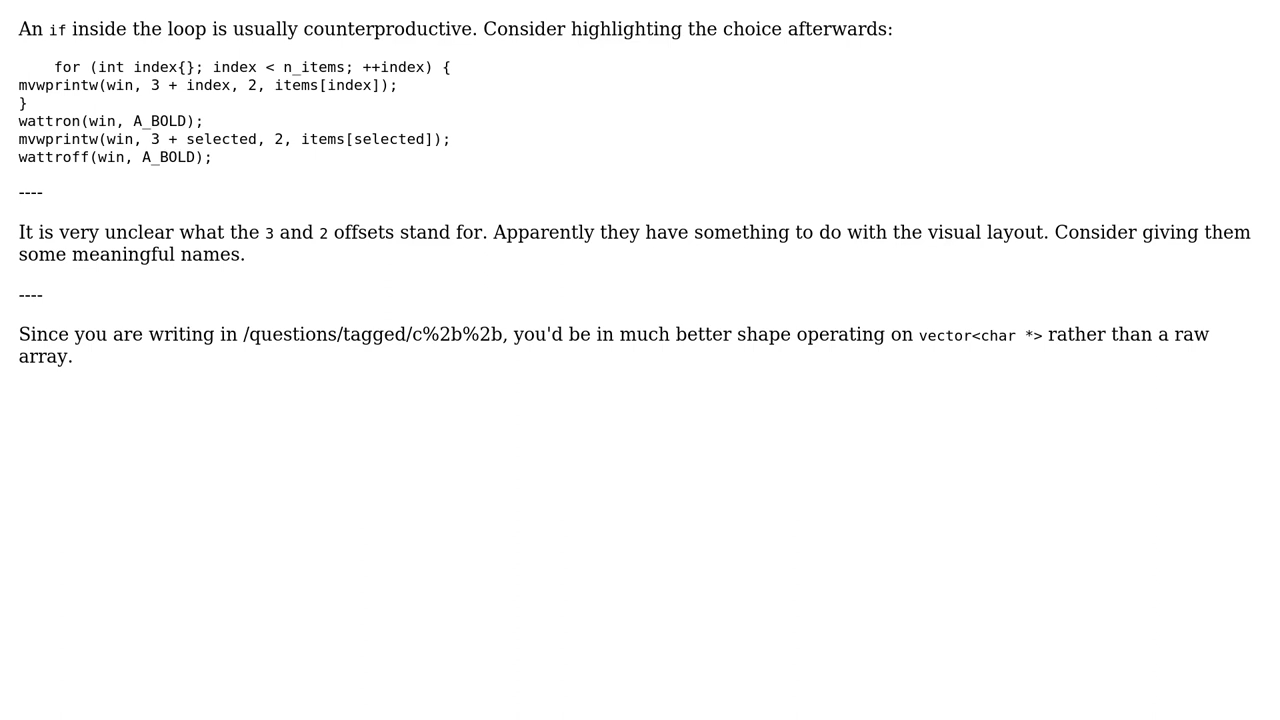 An if inside the loop is usually counterproductive. Consider highlighting the choice afterwards:
    for (int index{}; index < n_items; ++index) {
mvwprintw(win, 3 + index, 2, items[index]);
}
wattron(win, A_BOLD);
mvwprintw(win, 3 + selected, 2, items[selected]);
wattroff(win, A_BOLD);
----
It is very unclear what the 3 and 2 offsets stand for. Apparently they have something to do with the visual layout. Consider giving them
some meaningful names.
----
Since you are writing in /questions/tagged/c%2b%2b, you'd be in much better shape operating on vector<char *> rather than a raw
array.